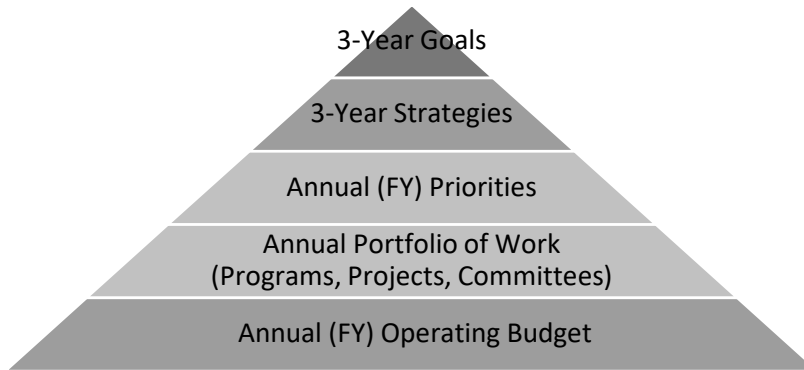 3-Year Goals
3-Year Strategies
Annual (FY) Priorities
Annual Portfolio of Work
(Programs, Projects, Committees)
Annual (FY) Operating Budget